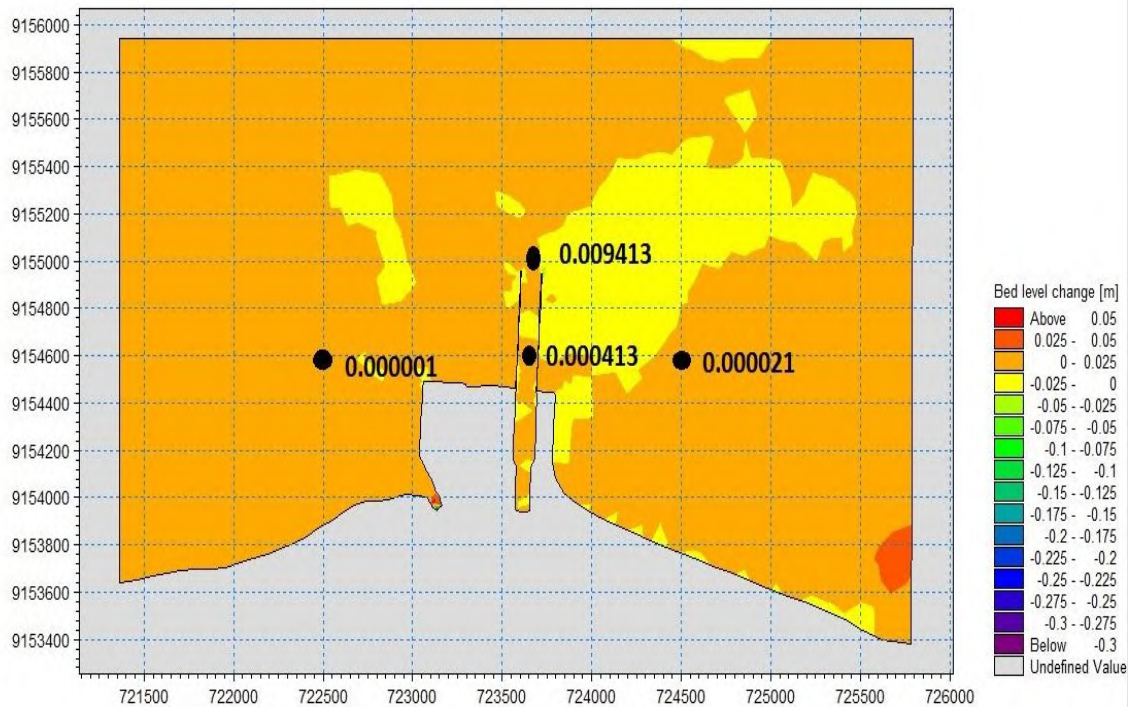 9156000
9155800
9155600
9155400
9155200
9155000
9154800
9154600
9154400
9154200
9154000
9153800
9153600
9153400
0.009413
0.000001
0.000413
0.000021
721500 722000 722500 723000 723500 724000 724500 725000 725500 726000
Bed level change [m]
Above 0.05
0.025 - 0.05
0 - 0.025
-0.025 - 0
-0.05 - -0.025
-0.075 - -0.05
-0.1 - -0.075
-0.125 - -0.1
-0.15 - -0.125
-0.175 - -0.15
-0.2 - -0.175
-0.225 - -0.2
-0.25 - -0.225
-0.275 - -0.25
-0.3 - -0.275
Below -0.3
Undefined Value